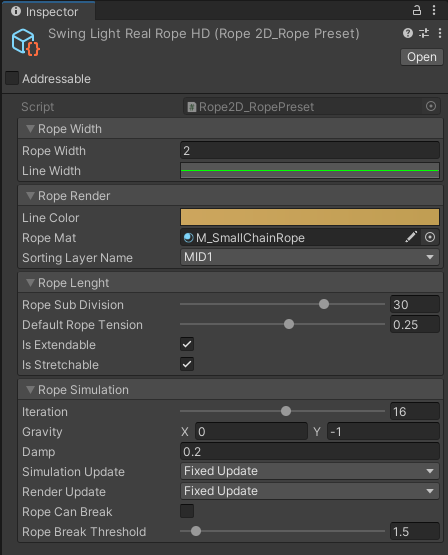 Inspector
Swing Light Real Rope HD (Rope 2D_Rope Preset)
Open
Addressable
Script Rope2D_RopePreset
Rope Width
Rope Width 2
Line Width
Rope Render
Line Color
Rope Mat M_SmallChainRope
Sorting Layer Name MID1
Rope Lenght
Rope Sub Division 30
Default Rope Tension 0.25
Is Extendable
Is Stretchable
Rope Simulation
Iteration 16
Gravity X 0 Y -1
Damp 0.2
Simulation Update Fixed Update
Render Update Fixed Update
Rope Can Break
Rope Break Threshold 1.5